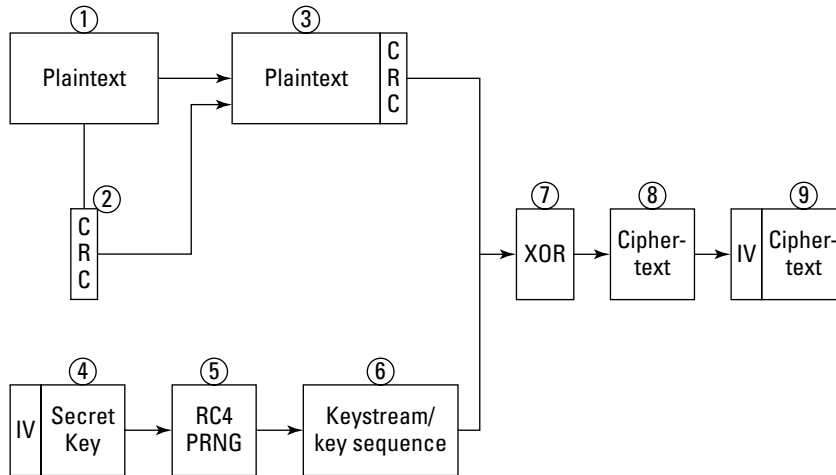 ①
Plaintext
③
Plaintext
C
R
C
②
C
R
C
⑦
XOR
⑧
Cipher-
text
⑨
IV
Cipher-
text
④
IV
Secret
Key
⑤
RC4
PRNG
⑥
Keystream/
key sequence